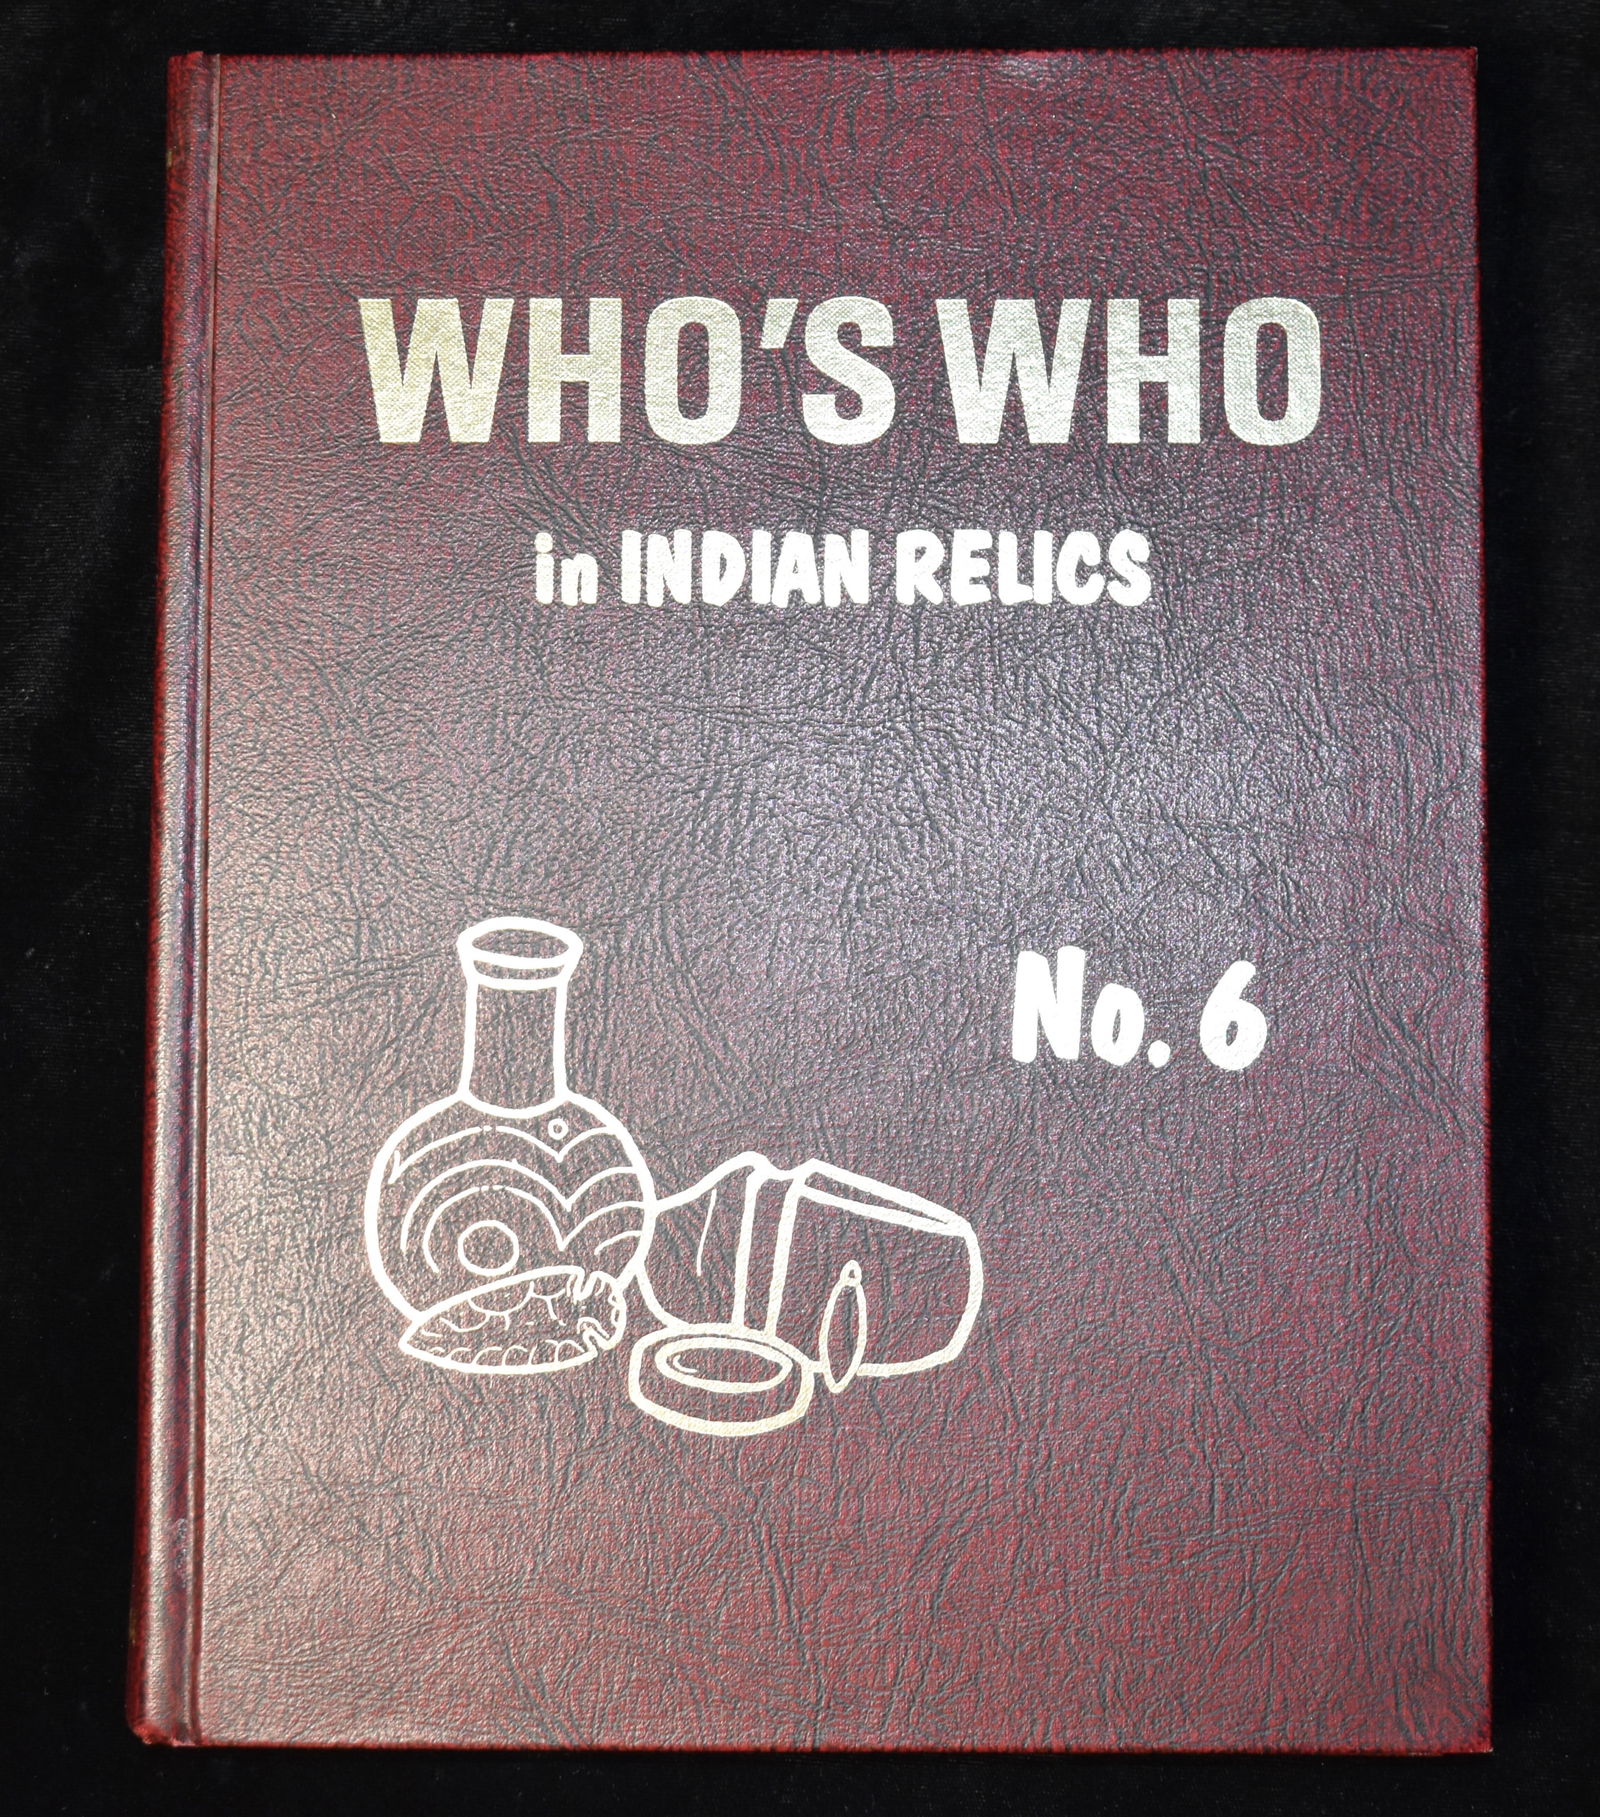 WHO'S WHO
in INDIAN RELICS
No. 6